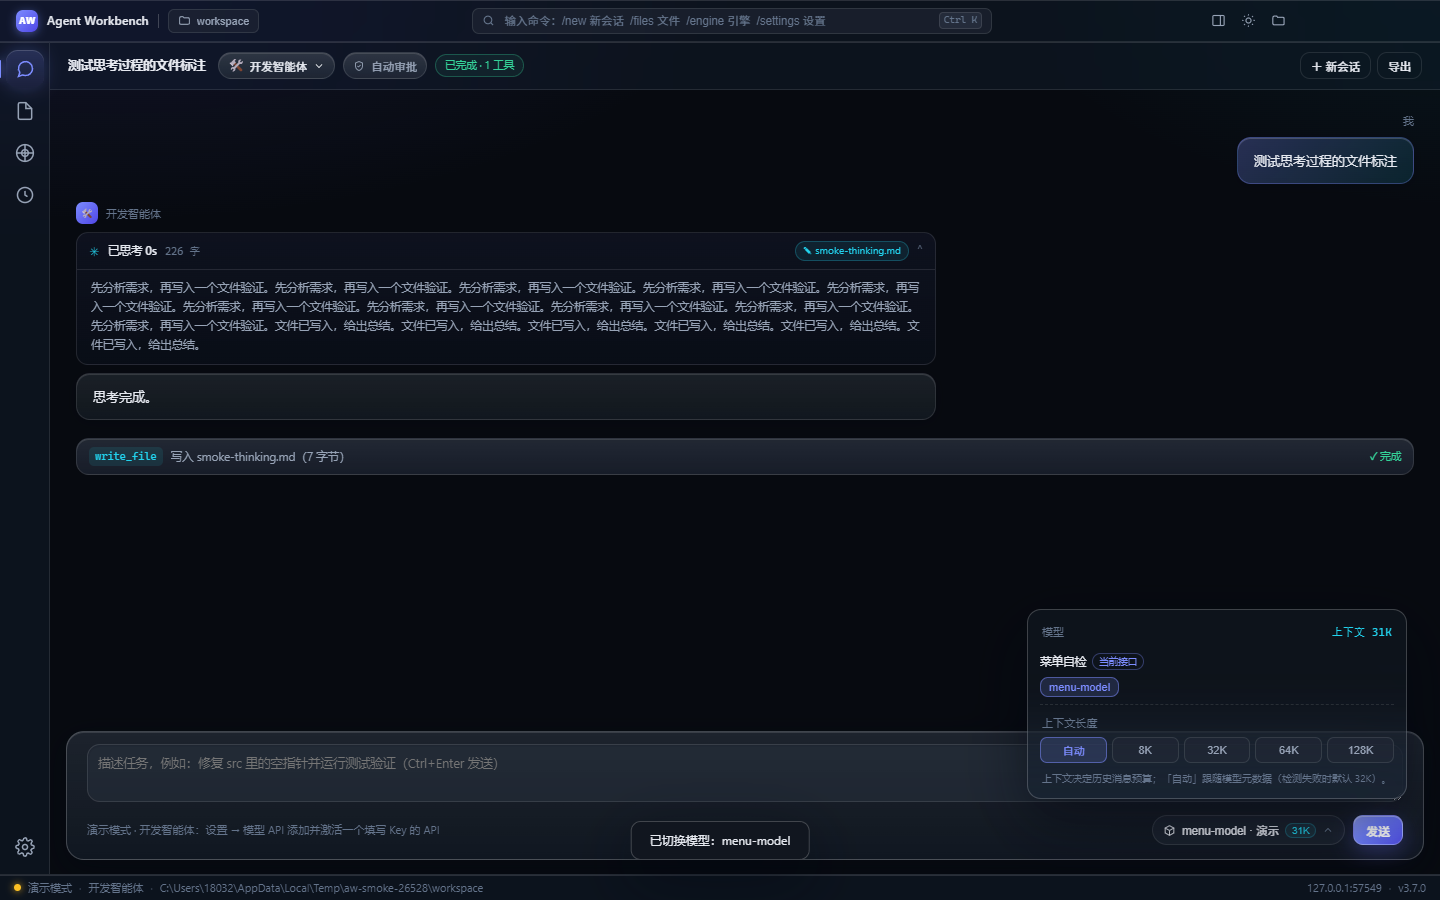 AW Agent Workbench workspace 输入命令：/new 新会话 /files 文件 /engine 引擎 /settings 设置 Ctrl K
测试思考过程的文件标注 开发智能体 自动审批 已完成 · 1 工具 + 新会话 导出
我
测试思考过程的文件标注
开发智能体
已思考 0s 226 字 smoke-thinking.md
先分析需求，再写入一个文件验证。先分析需求，再写入一个文件验证。先分析需求，再写入一个文件验证。先分析需求，再写入一个文件验证。先分析需求，再写
入一个文件验证。先分析需求，再写入一个文件验证。先分析需求，再写入一个文件验证。先分析需求，再写入一个文件验证。先分析需求，再写入一个文件验证。
先分析需求，再写入一个文件验证。文件已写入，给出总结。文件已写入，给出总结。文件已写入，给出总结。文件已写入，给出总结。文件已写入，给出总结。文
件已写入，给出总结。
思考完成。
write_file 写入 smoke-thinking.md（7 字节） ✓完成
模型 上下文 31K
菜单自检 当前接口
menu-model
上下文长度
自动 8K 32K 64K 128K
上下文决定历史消息预算；「自动」跟随模型元数据（检测失败时默认 32K）。
描述任务，例如：修复 src 里的空指针并运行测试验证（Ctrl+Enter 发送）
演示模式 · 开发智能体：设置 → 模型 API 添加并激活一个填写 Key 的 API
已切换模型：menu-model
menu-model · 演示 31K 发送
演示模式 · 开发智能体 · C:\Users\18032\AppData\Local\Temp\aw-smoke-26528\workspace 127.0.0.1:57549 · v3.7.0